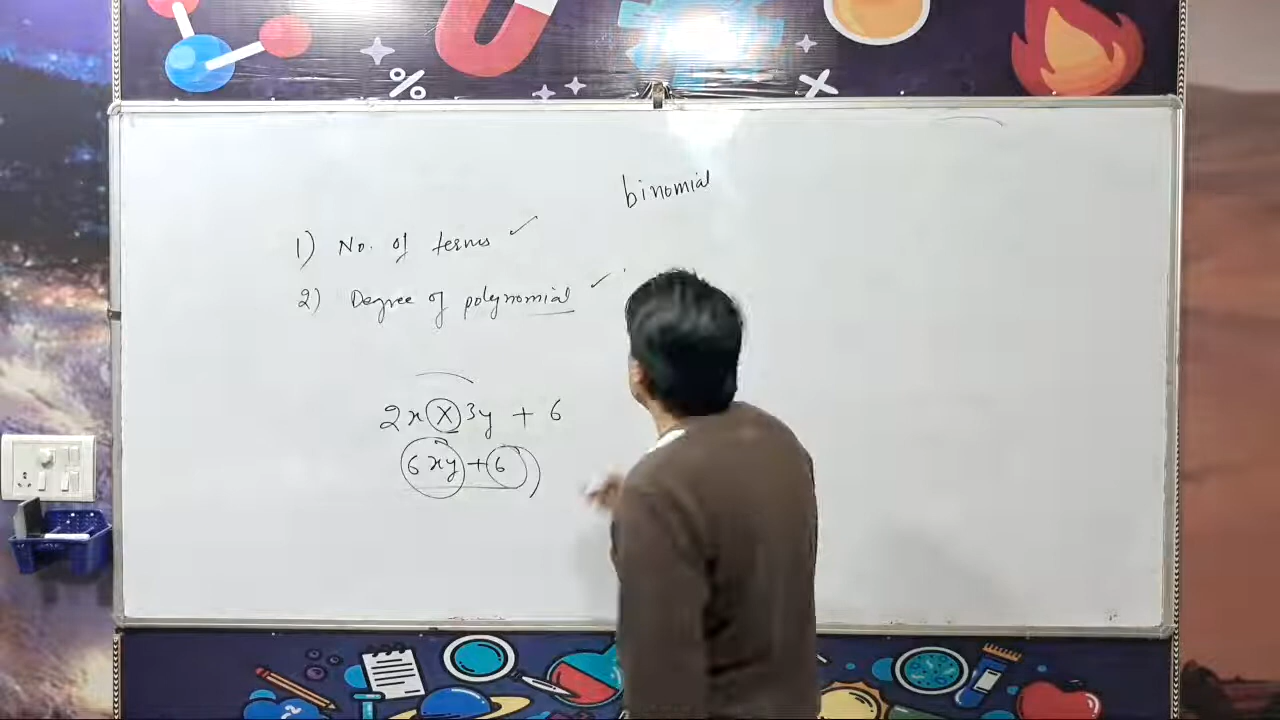 binomial
1) No. of terms ✓
2) Degree of polynomial ✓
2x × 3y + 6
6xy + 6